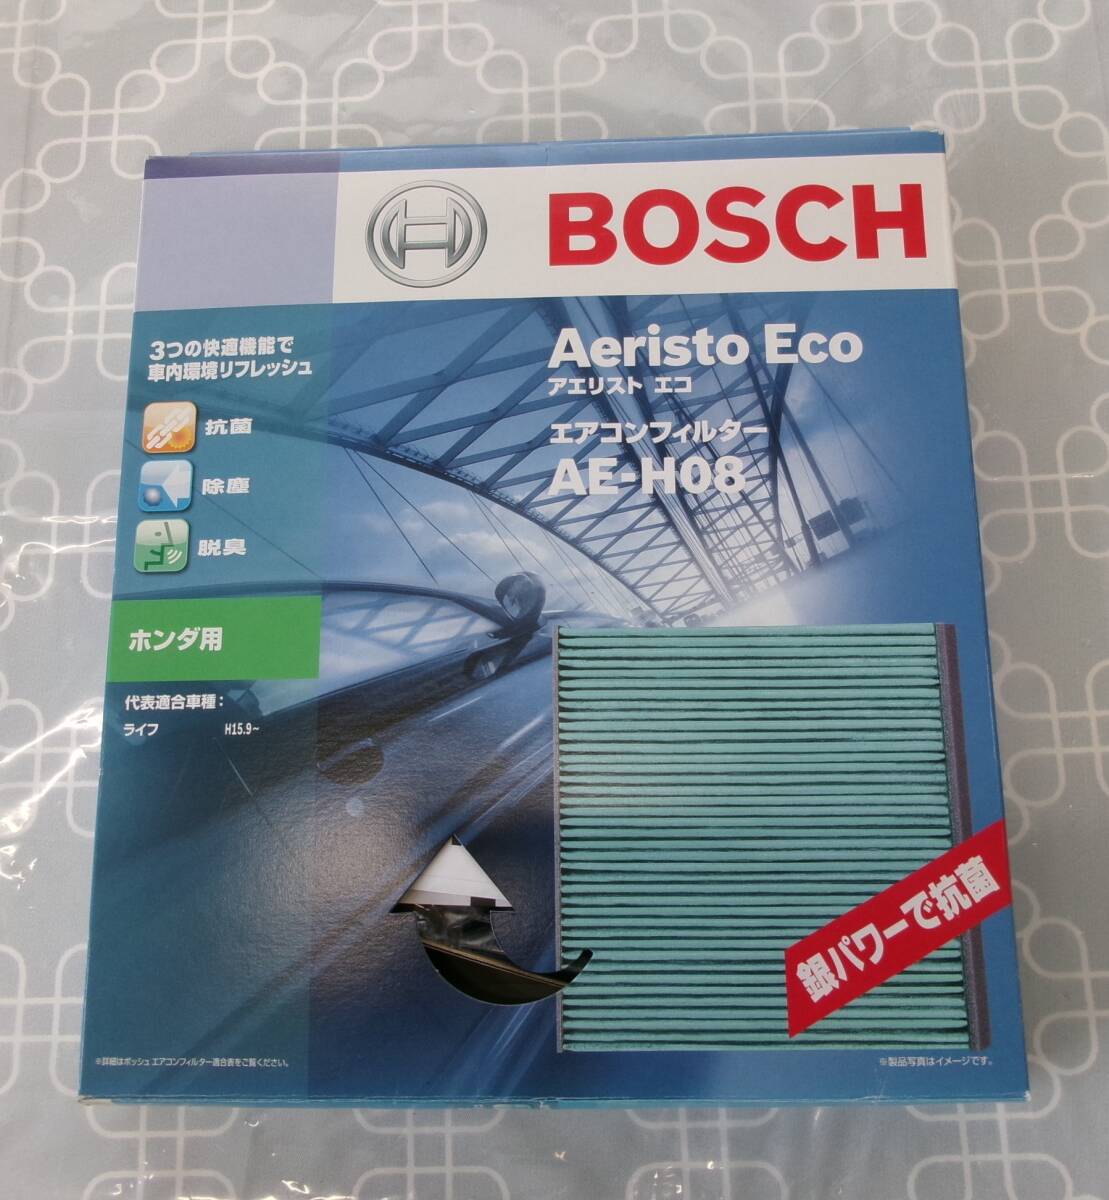 BOSCH
Aeristo Eco
アエリスト エコ
エアコンフィルター
AE-H08
3つの快適機能で
車内環境リフレッシュ
抗菌
除塵
脱臭
ホンダ用
代表適合車種：
ライフ H15.9~
銀パワーで抗菌
※詳細はボッシュ エアコンフィルター適合表をご覧ください。
※製品写真はイメージです。